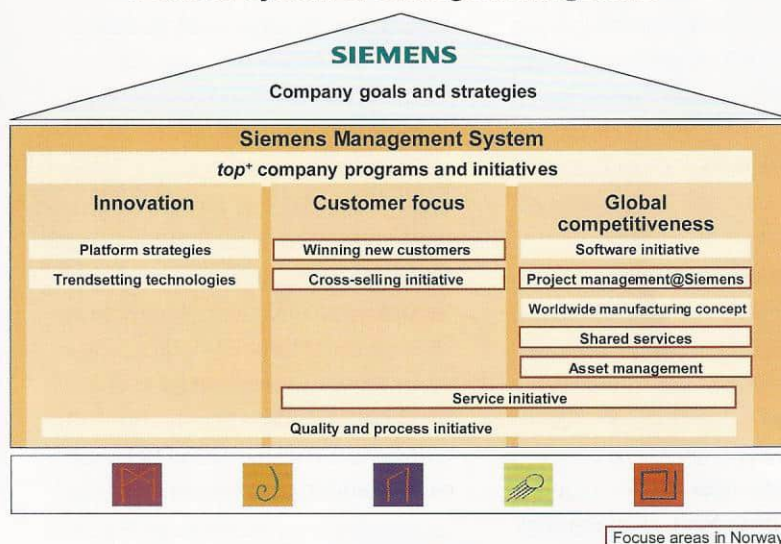 SIEMENS
Company goals and strategies
Siemens Management System
top+ company programs and initiatives
Innovation
Platform strategies
Trendsetting technologies
Customer focus
Winning new customers
Cross-selling initiative
Global
competitiveness
Software initiative
Project management@Siemens
Worldwide manufacturing concept
Shared services
Asset management
Service initiative
Quality and process initiative
Focuse areas in Norway